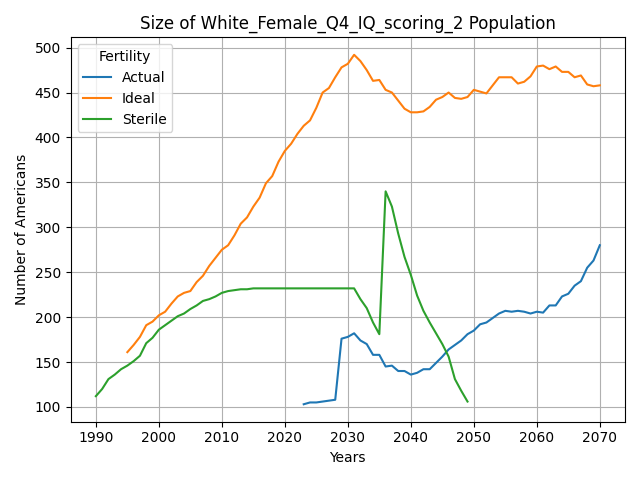 Size of White_Female_Q4_IQ_scoring_2 Population
Fertility
Actual
Ideal
Sterile
Number of Americans
500
450
400
350
300
250
200
150
100
1990 2000 2010 2020 2030 2040 2050 2060 2070
Years